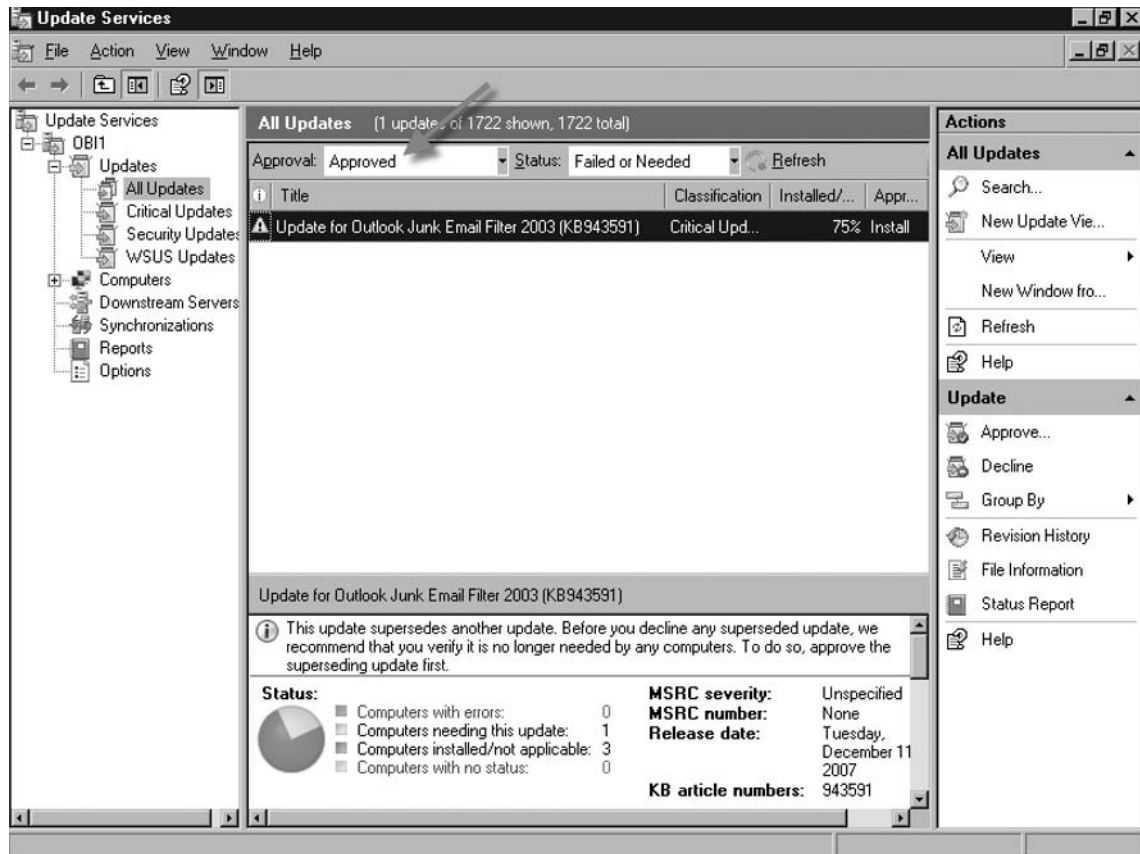 Update Services
File Action View Window Help
Update Services
OBI1
Updates
All Updates
Critical Updates
Security Updates
WSUS Updates
Computers
Downstream Servers
Synchronizations
Reports
Options
All Updates (1 updates of 1722 shown, 1722 total)
Approval: Approved Status: Failed or Needed Refresh
Title Classification Installed/... Appr...
Update for Outlook Junk Email Filter 2003 (KB943591) Critical Upd... 75% Install
Update for Outlook Junk Email Filter 2003 (KB943591)
This update supersedes another update. Before you decline any superseded update, we
recommend that you verify it is no longer needed by any computers. To do so, approve the
superseding update first.
Status:
Computers with errors: 0
Computers needing this update: 1
Computers installed/not applicable: 3
Computers with no status: 0
MSRC severity: Unspecified
MSRC number: None
Release date: Tuesday,
December 11
2007
KB article numbers: 943591
Actions
All Updates
Search...
New Update Vie...
View
New Window fro...
Refresh
Help
Update
Approve...
Decline
Group By
Revision History
File Information
Status Report
Help